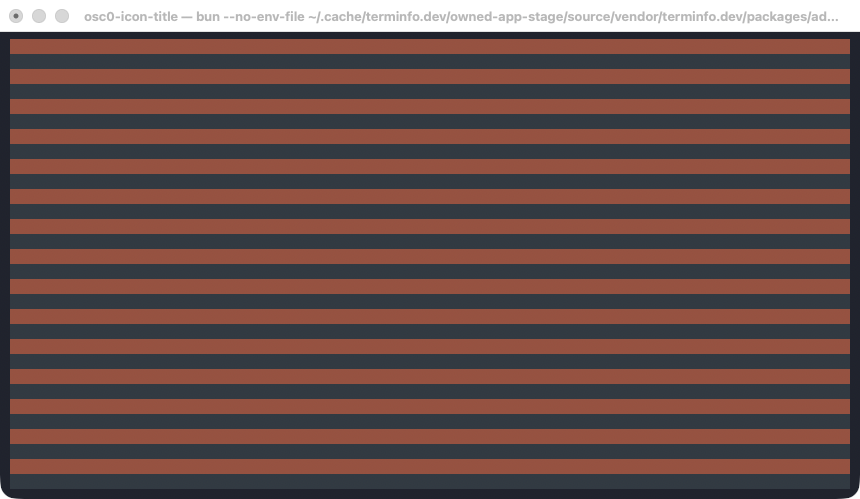 osc0-icon-title — bun --no-env-file ~/.cache/terminfo.dev/owned-app-stage/source/vendor/terminfo.dev/packages/ad...